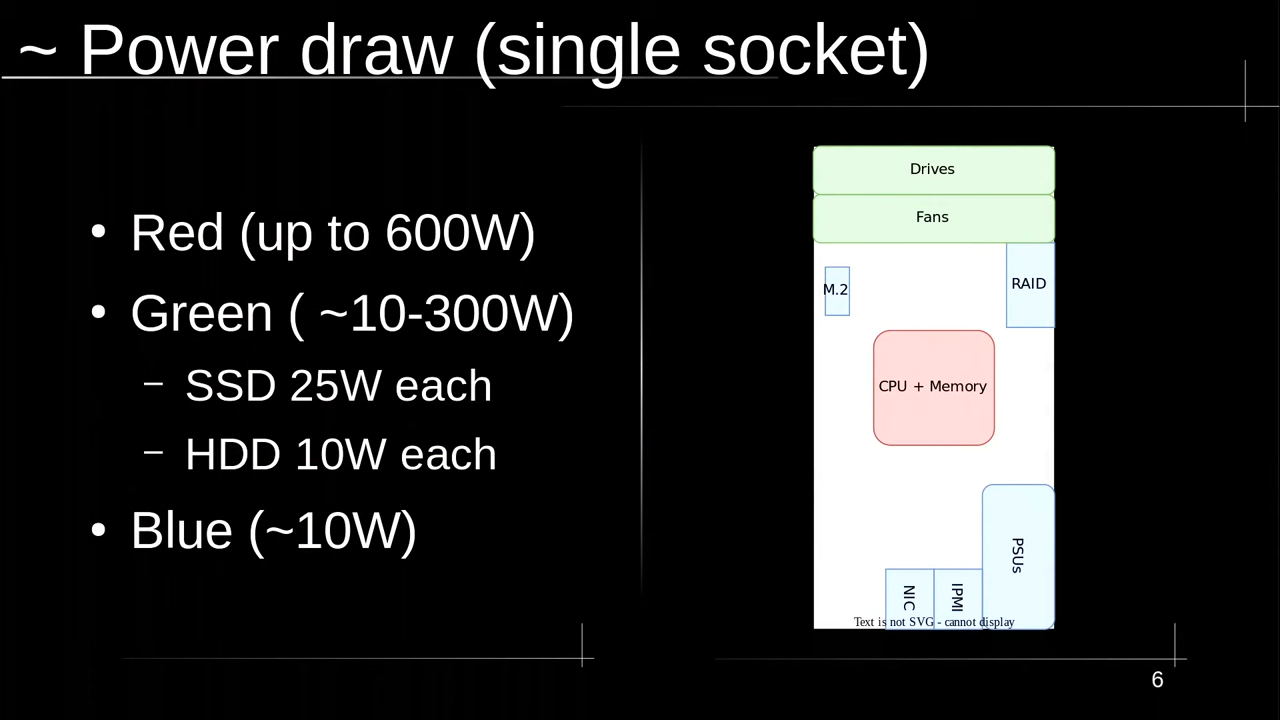 ~ Power draw (single socket)
• Red (up to 600W)
• Green ( ~10-300W)
– SSD 25W each
– HDD 10W each
• Blue (~10W)
Drives
Fans
M.2
RAID
CPU + Memory
PSUs
NIC
IPMI
Text is not SVG - cannot display
6